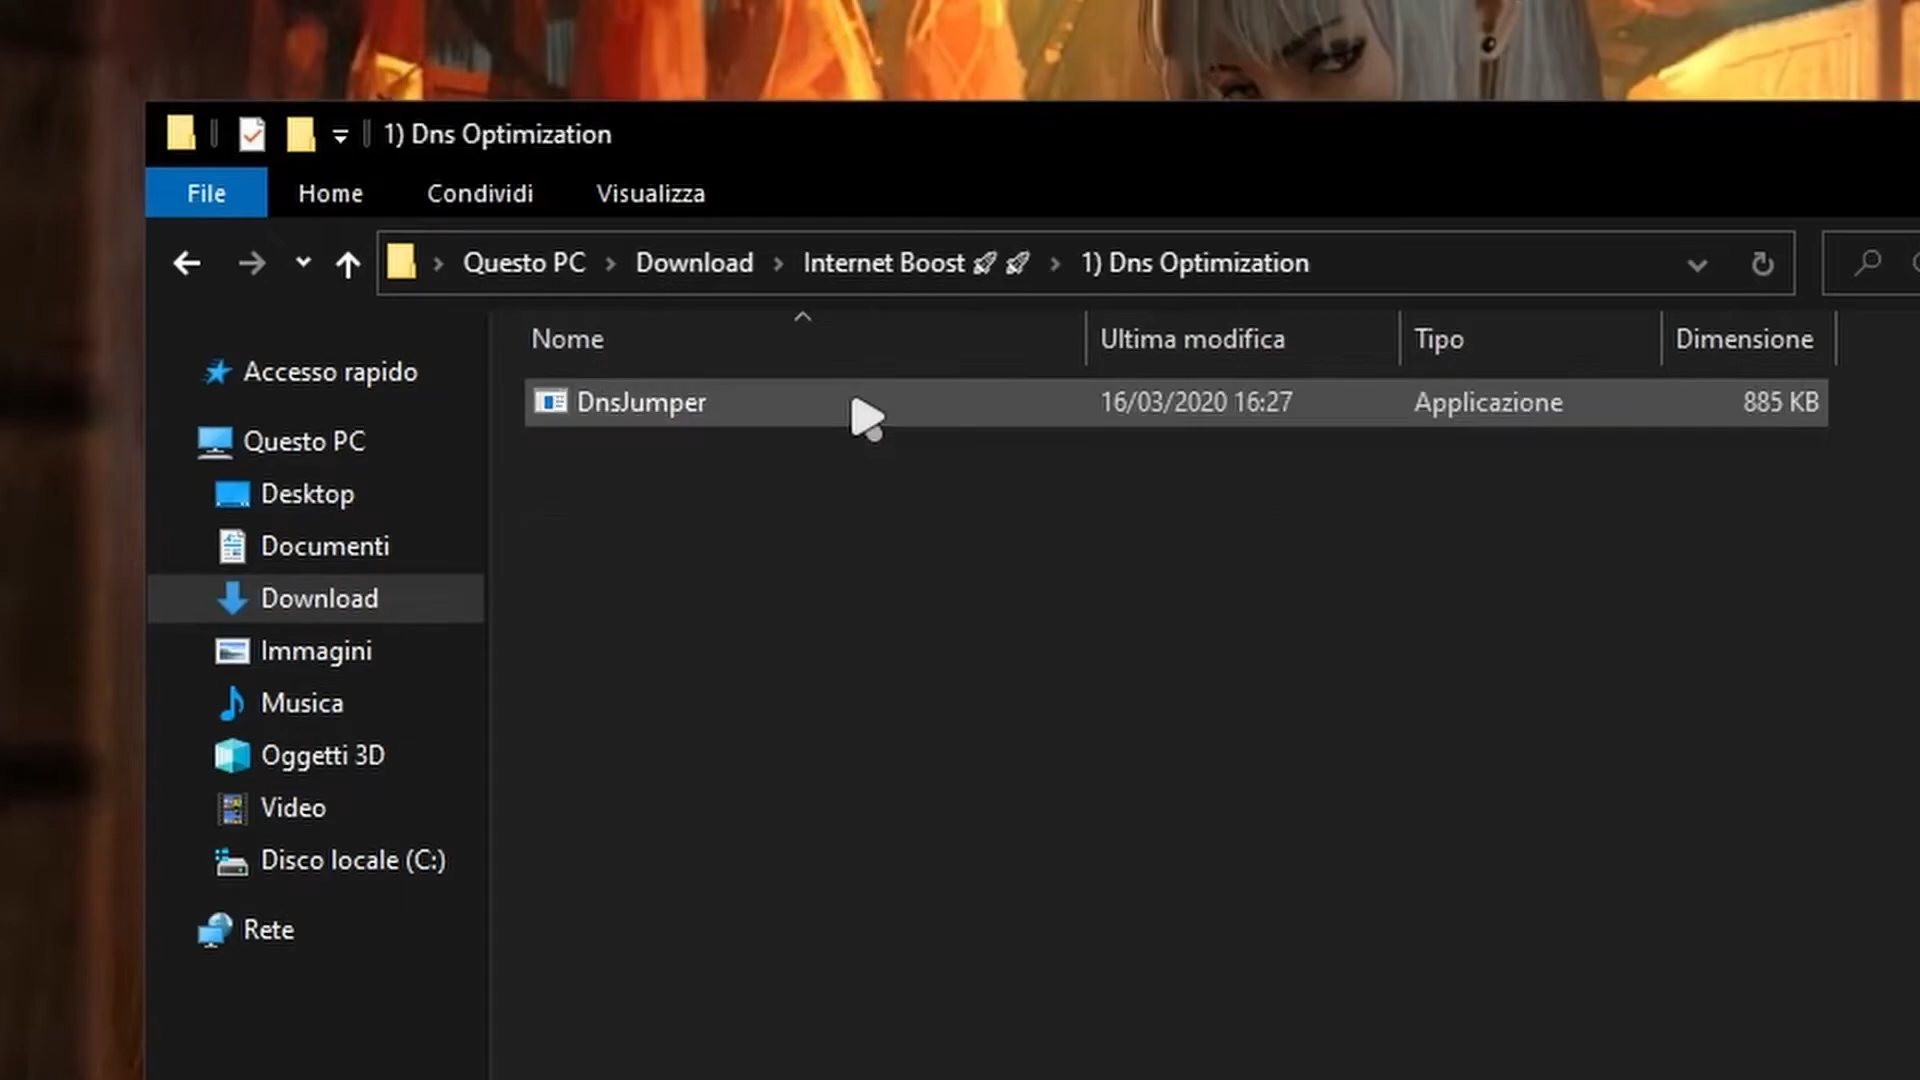 1) Dns Optimization
File Home Condividi Visualizza
Questo PC Download Internet Boost 🚀 🚀 1) Dns Optimization
Nome Ultima modifica Tipo Dimensione
DnsJumper 16/03/2020 16:27 Applicazione 885 KB
Accesso rapido
Questo PC
Desktop
Documenti
Download
Immagini
Musica
Oggetti 3D
Video
Disco locale (C:)
Rete